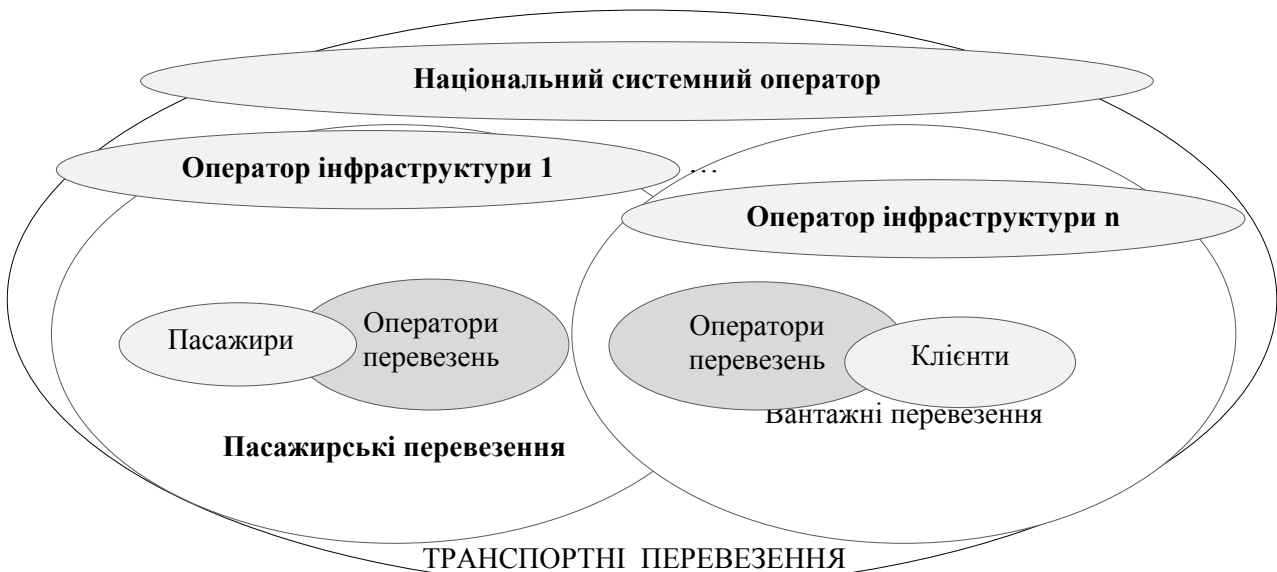 Національний системний оператор
Оператор інфраструктури 1
…
Оператор інфраструктури n
Пасажири
Оператори
перевезень
Оператори
перевезень
Клієнти
Вантажні перевезення
Пасажирські перевезення
ТРАНСПОРТНІ ПЕРЕВЕЗЕННЯ